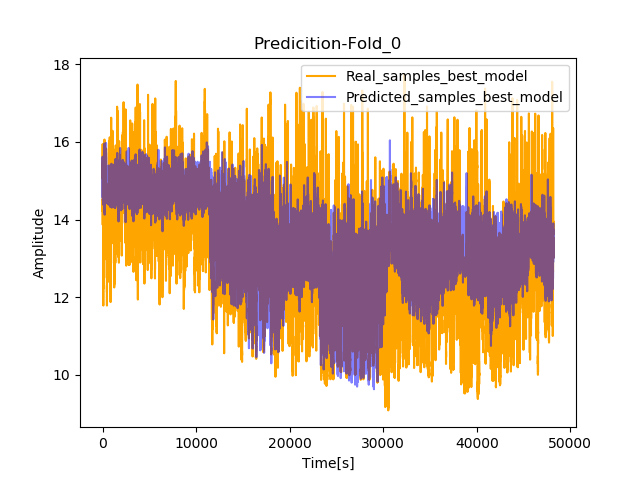 Predicition-Fold_0
Real_samples_best_model
Predicted_samples_best_model
18
16
14
12
10
Amplitude
0
10000
20000
30000
40000
50000
Time[s]